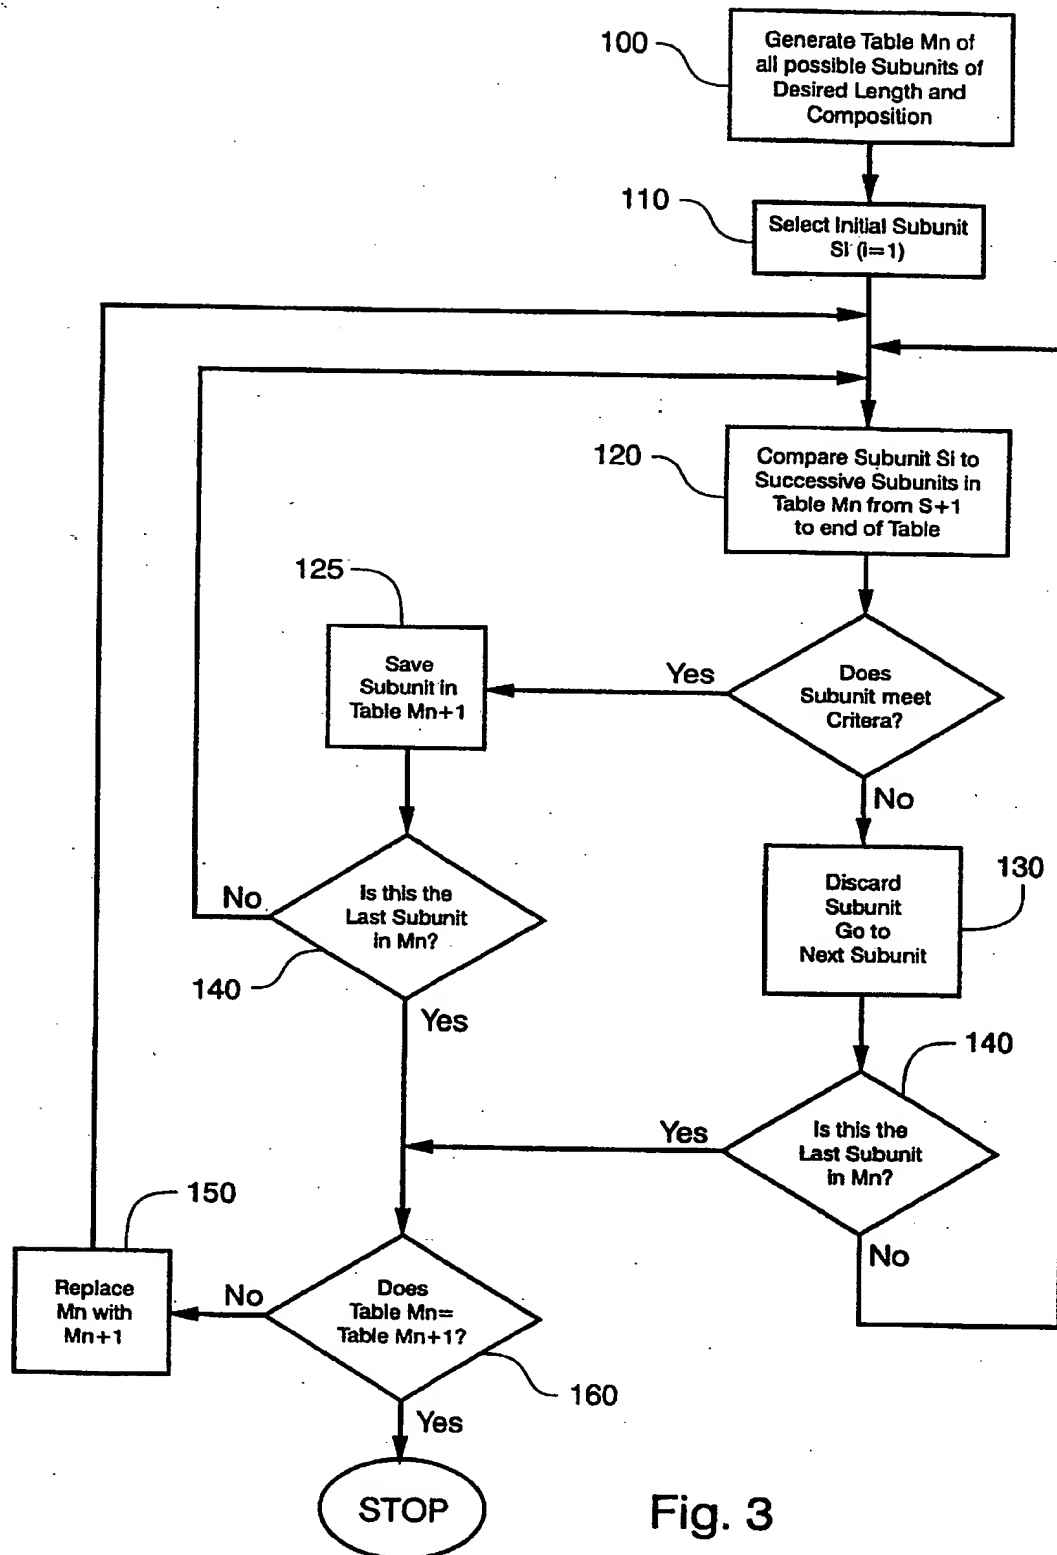 100
Generate Table Mn of
all possible Subunits of
Desired Length and
Composition
110
Select Initial Subunit
Si (i=1)
120
Compare Subunit Si to
Successive Subunits in
Table Mn from S+1
to end of Table
125
Save
Subunit in
Table Mn+1
Yes
Does
Subunit meet
Critera?
No
130
Discard
Subunit
Go to
Next Subunit
No
Is this the
Last Subunit
in Mn?
140
Yes
140
Yes
Is this the
Last Subunit
in Mn?
No
150
Replace
Mn with
Mn+1
No
Does
Table Mn=
Table Mn+1?
160
Yes
STOP
Fig. 3